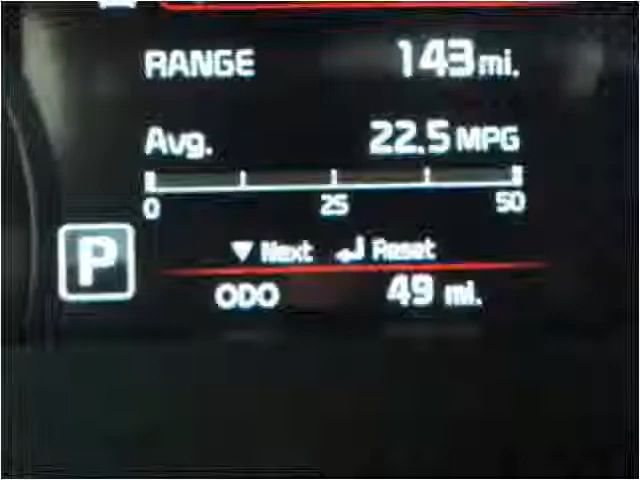 RANGE 143 mi.
Avg. 22.5 MPG
0 25 50
▼ Next ↵ Reset
P
ODO 49 mi.